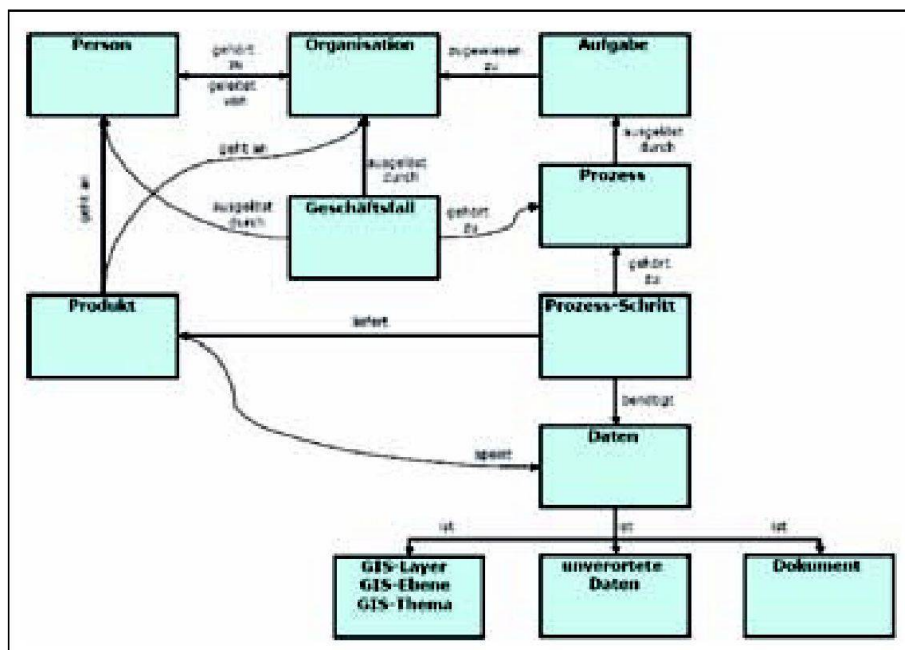 Person
Organisation
Aufgabe
gehört
zu
geleitet
von
zugewiesen
zu
geht an
geht an
ausgelöst
durch
ausgelöst
durch
Prozess
ausgelöst
durch
Geschäftsfall
gehört
zu
gehört
zu
Produkt
Prozess-Schritt
liefert
benötigt
Daten
speist
ist
ist
ist
GIS-Layer
GIS-Ebene
GIS-Thema
unverortete
Daten
Dokument